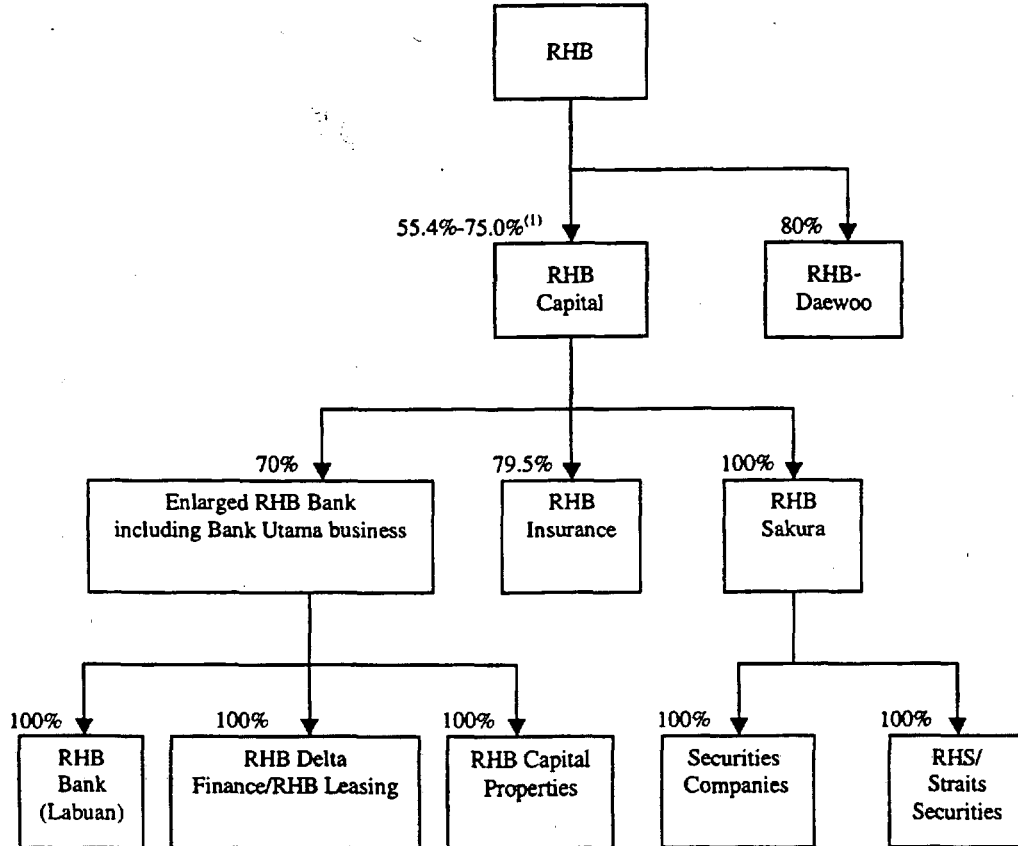 RHB
55.4%-75.0%(1)
80%
RHB
Capital
RHB-
Daewoo
70%
79.5%
100%
Enlarged RHB Bank
including Bank Utama business
RHB
Insurance
RHB
Sakura
100%
100%
100%
100%
100%
RHB
Bank
(Labuan)
RHB Delta
Finance/RHB Leasing
RHB Capital
Properties
Securities
Companies
RHS/
Straits
Securities